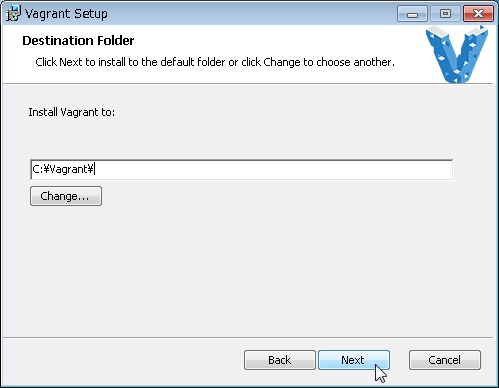 Vagrant Setup
Destination Folder
Click Next to install to the default folder or click Change to choose another.
Install Vagrant to:
C:¥Vagrant¥
Change...
Back
Next
Cancel